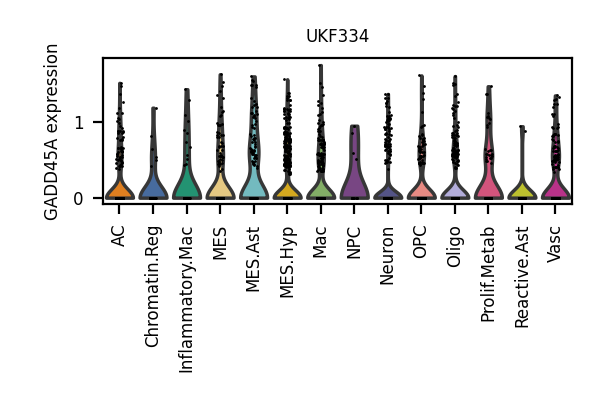 UKF334
GADD45A expression
1
0
AC
Chromatin.Reg
Inflammatory.Mac
MES
MES.Ast
MES.Hyp
Mac
NPC
Neuron
OPC
Oligo
Prolif.Metab
Reactive.Ast
Vasc